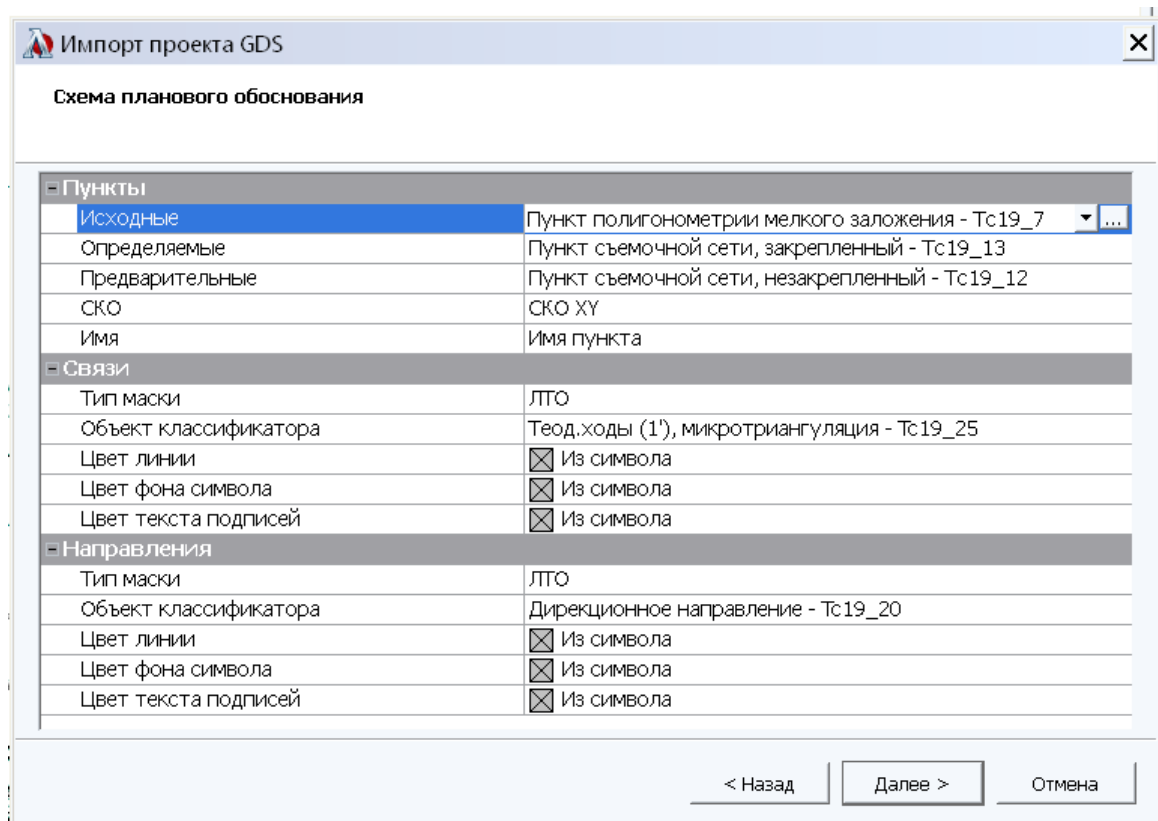 Импорт проекта GDS
Схема планового обоснования
Пункты
Исходные Пункт полигонометрии мелкого заложения - Тс19_7 ...
Определяемые Пункт съемочной сети, закрепленный - Тс19_13
Предварительные Пункт съемочной сети, незакрепленный - Тс19_12
СКО СКО XY
Имя Имя пункта
Связи
Тип маски ЛТО
Объект классификатора Теод.ходы (1'), микротриангуляция - Тс19_25
Цвет линии Из символа
Цвет фона символа Из символа
Цвет текста подписей Из символа
Направления
Тип маски ЛТО
Объект классификатора Дирекционное направление - Тс19_20
Цвет линии Из символа
Цвет фона символа Из символа
Цвет текста подписей Из символа
< Назад Далее > Отмена